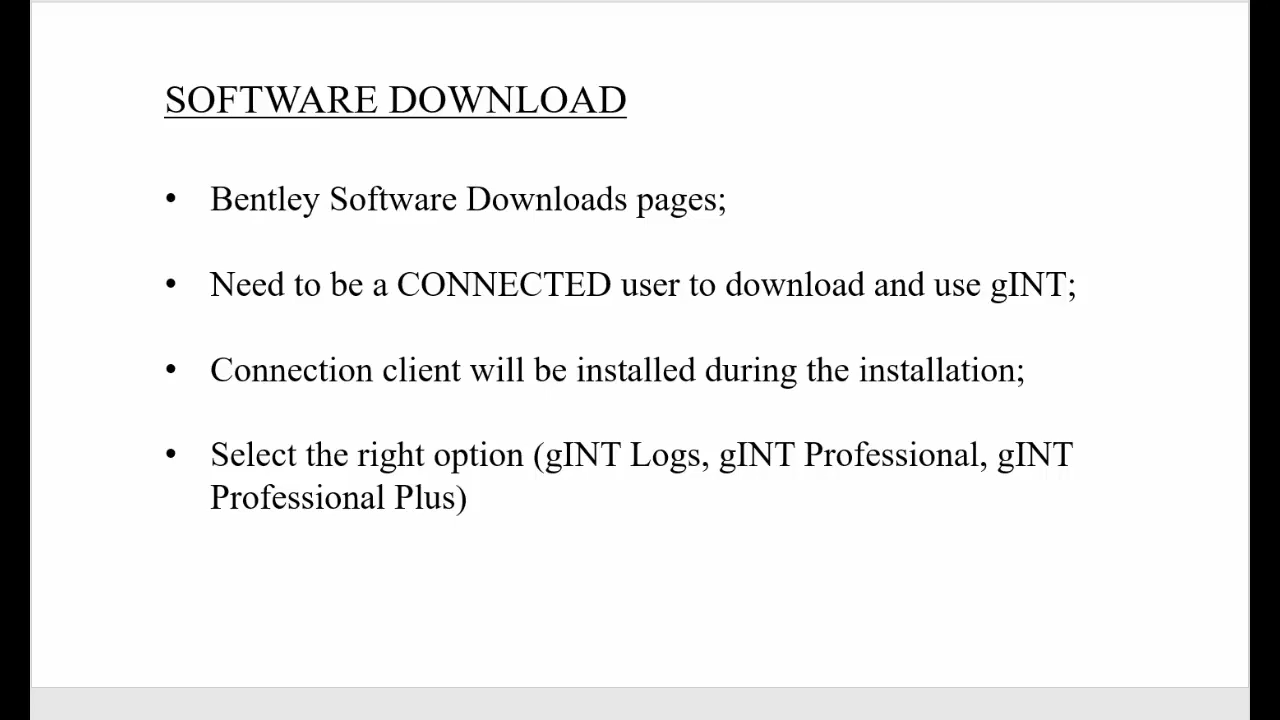 SOFTWARE DOWNLOAD
• Bentley Software Downloads pages;
• Need to be a CONNECTED user to download and use gINT;
• Connection client will be installed during the installation;
• Select the right option (gINT Logs, gINT Professional, gINT
Professional Plus)